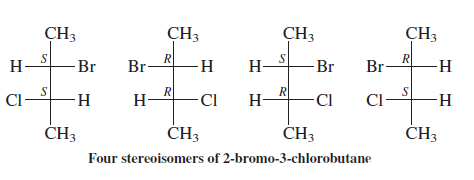 CH3 CH3 CH3 CH3
S R S R
H Br Br H H Br Br H
S R R S
Cl H H Cl H Cl Cl H
CH3 CH3 CH3 CH3
Four stereoisomers of 2-bromo-3-chlorobutane